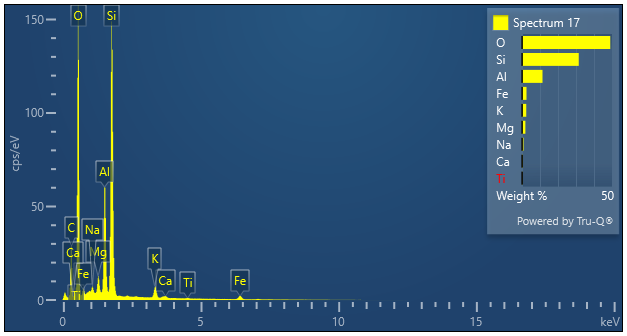 150
100
50
0
cps/eV
O
Si
Al
C
Na
Ca
Mg
Fe
Ti
K
Ca
Ti
Fe
0
5
10
15
keV
Spectrum 17
O
Si
Al
Fe
K
Mg
Na
Ca
Ti
Weight %
50
Powered by Tru-Q®